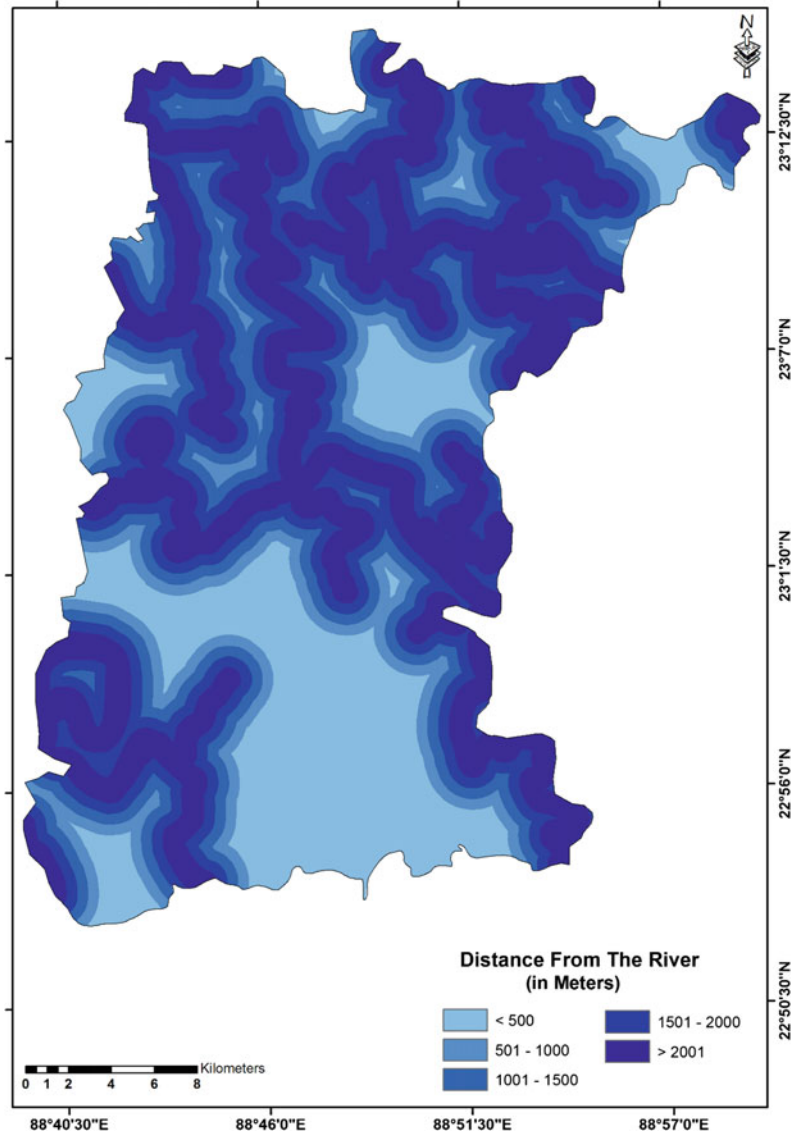 N
23°12'30"N
23°7'0"N
23°1'30"N
22°56'0"N
22°50'30"N
Distance From The River
(in Meters)
< 500
501 - 1000
1001 - 1500
1501 - 2000
> 2001
Kilometers
0 1 2 4 6 8
88°40'30"E 88°46'0"E 88°51'30"E 88°57'0"E